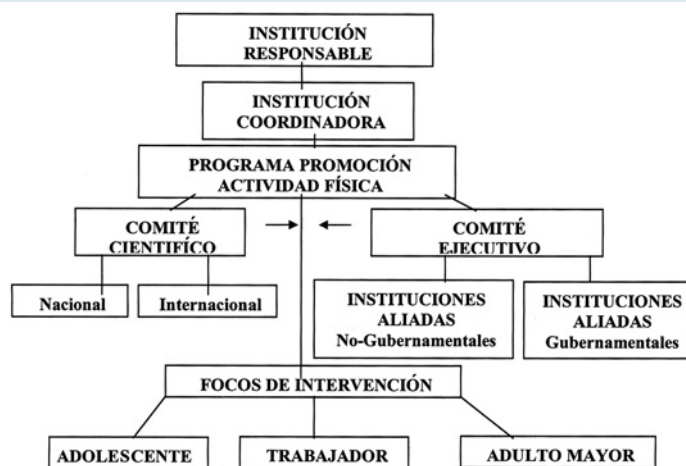 INSTITUCIÓN
RESPONSABLE
INSTITUCIÓN
COORDINADORA
PROGRAMA PROMOCIÓN
ACTIVIDAD FÍSICA
COMITÉ
CIENTIFÍCO
COMITÉ
EJECUTIVO
Nacional
Internacional
INSTITUCIONES
ALIADAS
No-Gubernamentales
INSTITUCIONES
ALIADAS
Gubernamentales
FOCOS DE INTERVENCIÓN
ADOLESCENTE
TRABAJADOR
ADULTO MAYOR